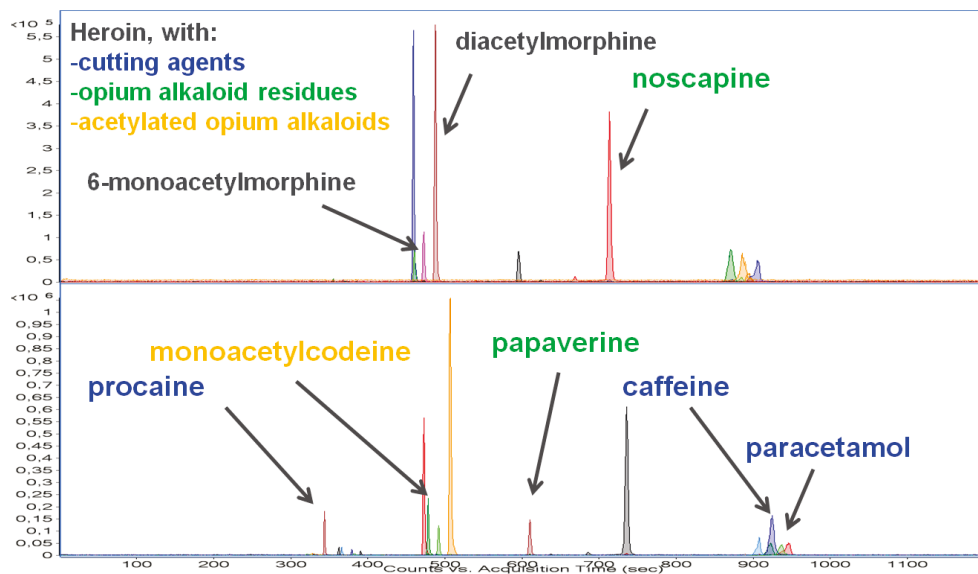 <10 5
Heroin, with:
-cutting agents
-opium alkaloid residues
-acetylated opium alkaloids
diacetylmorphine
noscapine
6-monoacetylmorphine
5,5
5
4,5
4
3,5
3
2,5
2
1,5
1
0,5
0
<10 6
1
0,95
0,9
0,85
0,8
0,75
0,7
0,65
0,6
0,55
0,5
0,45
0,4
0,35
0,3
0,25
0,2
0,15
0,1
0,05
0
monoacetylcodeine
papaverine
procaine
caffeine
paracetamol
100 200 300 400 500 600 700 800 900 1000 1100
Counts vs. Acquisition Time (sec)